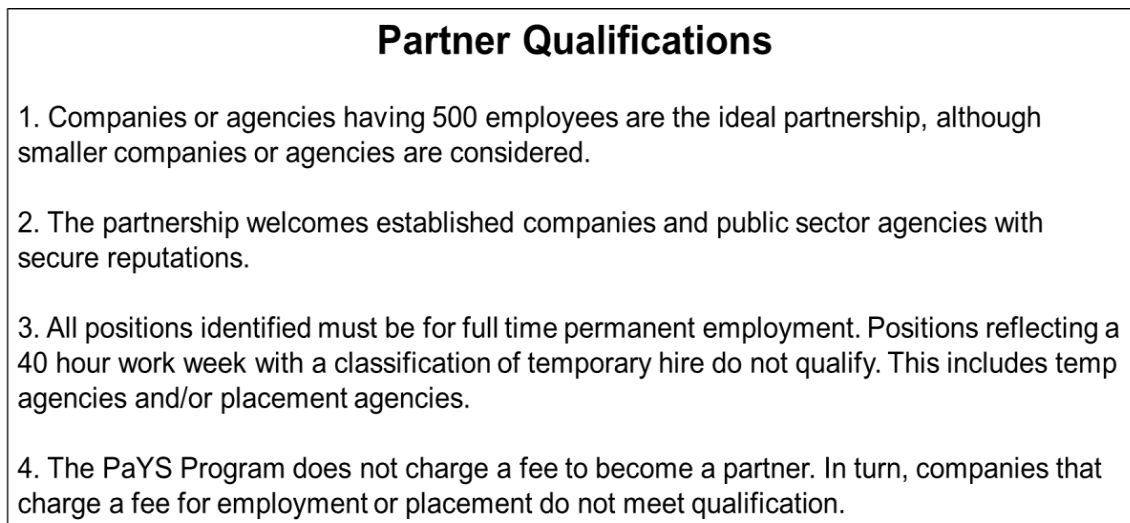 Partner Qualifications
1. Companies or agencies having 500 employees are the ideal partnership, although
smaller companies or agencies are considered.
2. The partnership welcomes established companies and public sector agencies with
secure reputations.
3. All positions identified must be for full time permanent employment. Positions reflecting a
40 hour work week with a classification of temporary hire do not qualify. This includes temp
agencies and/or placement agencies.
4. The PaYS Program does not charge a fee to become a partner. In turn, companies that
charge a fee for employment or placement do not meet qualification.